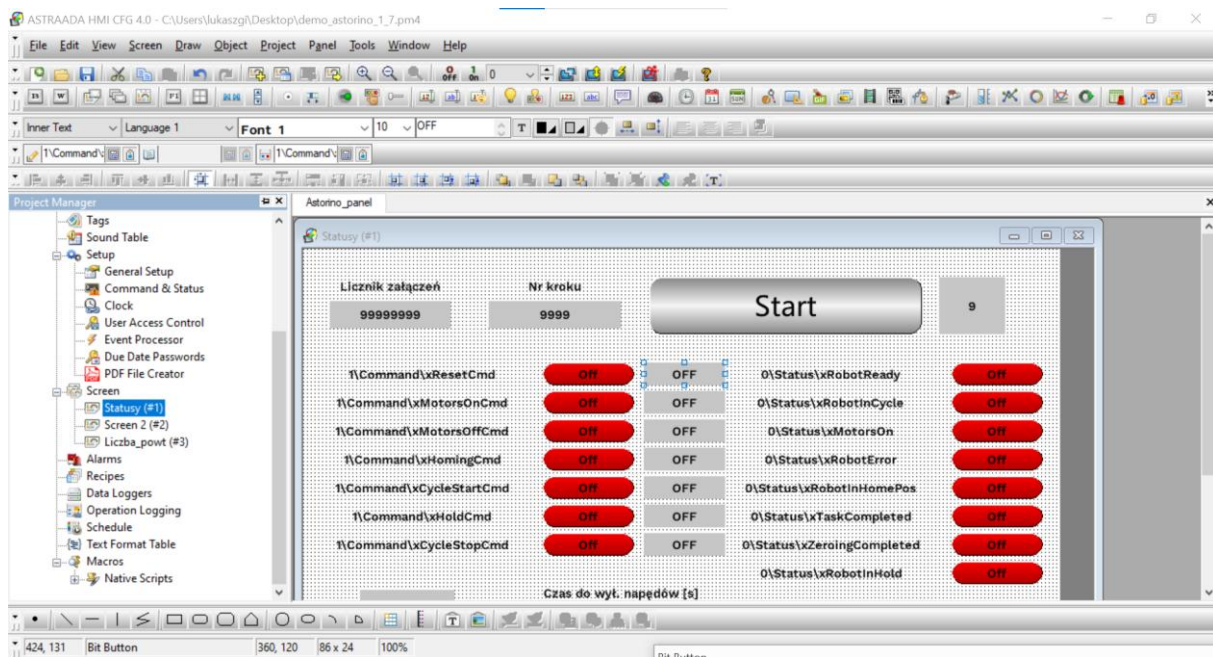 ASTRAADA HMI CFG 4.0 - C:\Users\lukaszgi\Desktop\demo_astorino_1_7.pm4
File Edit View Screen Draw Object Project Panel Tools Window Help
0
Inner Text Language 1 Font 1 10 OFF
1\Command\ 1\Command\
Project Manager
Astorino_panel
Tags
Sound Table
Setup
General Setup
Command & Status
Clock
User Access Control
Event Processor
Due Date Passwords
PDF File Creator
Screen
Statusy (#1)
Screen 2 (#2)
Liczba_powt (#3)
Alarms
Recipes
Data Loggers
Operation Logging
Schedule
Text Format Table
Macros
Native Scripts
Statusy (#1)
Licznik załączeń Nr kroku
99999999 9999 Start 9
1\Command\xResetCmd Off OFF 0\Status\xRobotReady Off
1\Command\xMotorsOnCmd Off OFF 0\Status\xRobotInCycle Off
1\Command\xMotorsOffCmd Off OFF 0\Status\xMotorsOn Off
1\Command\xHomingCmd Off OFF 0\Status\xRobotError Off
1\Command\xCycleStartCmd Off OFF 0\Status\xRobotInHomePos Off
1\Command\xHoldCmd Off OFF 0\Status\xTaskCompleted Off
1\Command\xCycleStopCmd Off OFF 0\Status\xZeroingCompleted Off
0\Status\xRobotInHold Off
Czas do wył. napędów [s]
424, 131 Bit Button 360, 120 86 x 24 100%
Bit Button